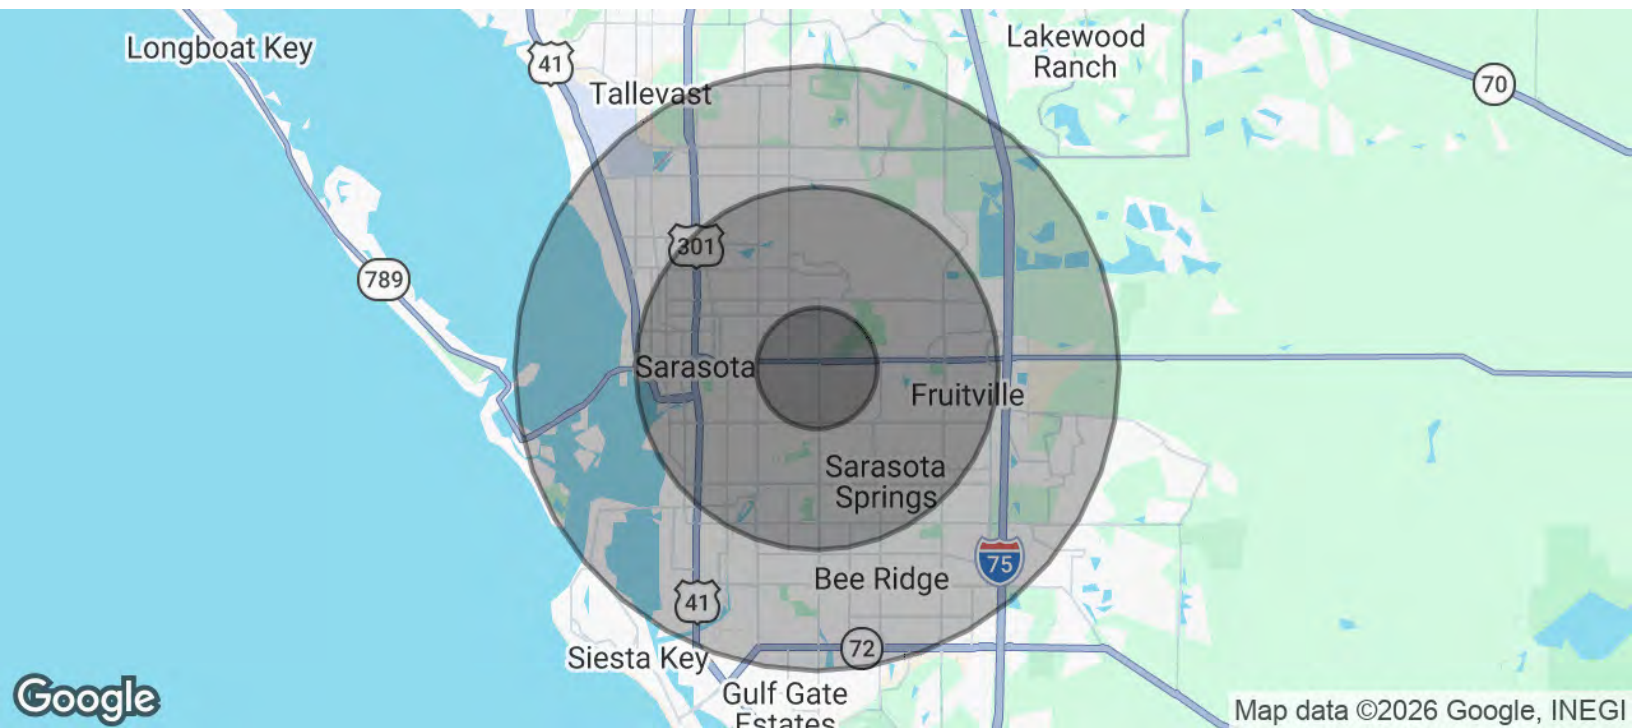 Longboat Key
41
Tallevast
Lakewood
Ranch
70
301
789
Sarasota
Fruitville
Sarasota
Springs
75
Bee Ridge
41
72
Siesta Key
Gulf Gate
Estates
Google
Map data ©2026 Google, INEGI